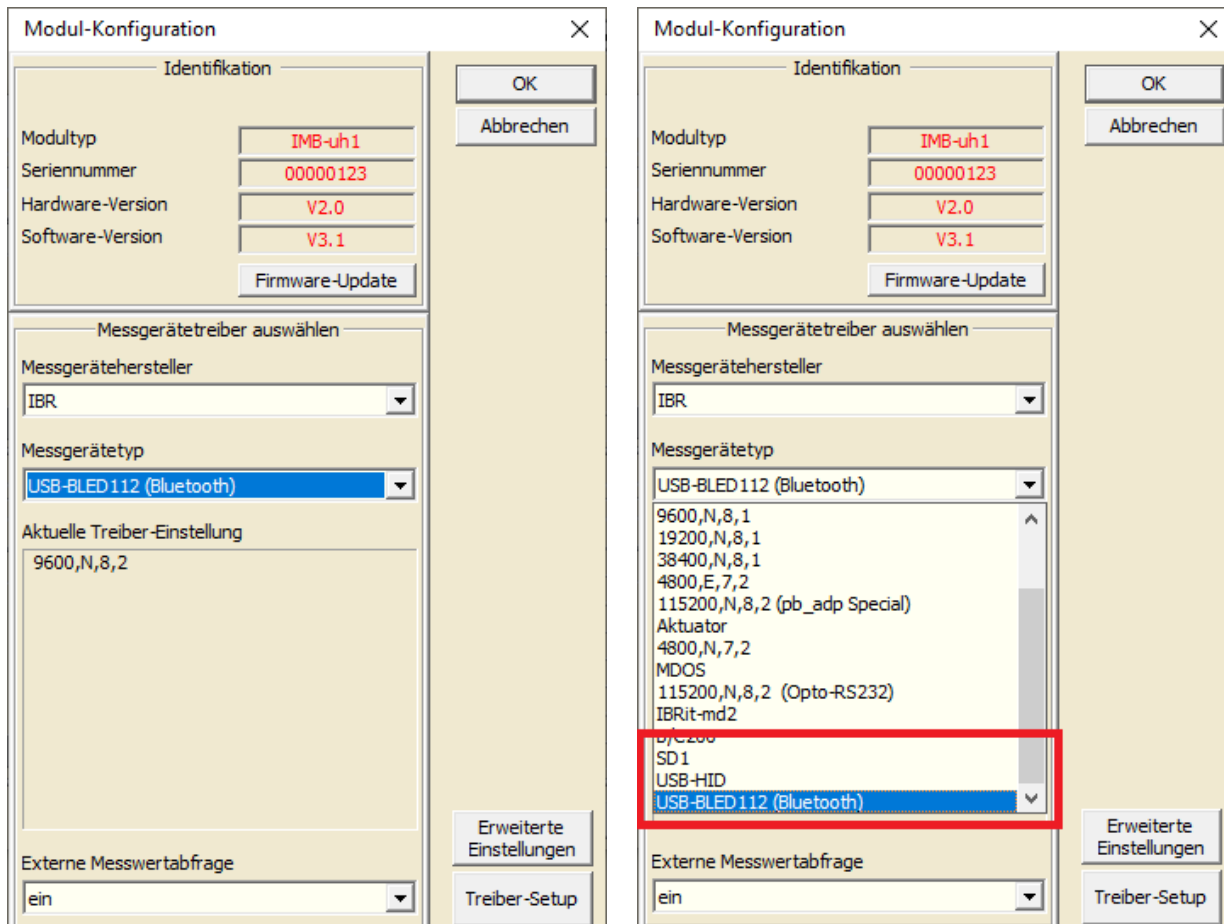 Modul-Konfiguration
Identifikation
OK
Abbrechen
Modultyp IMB-uh1
Seriennummer 00000123
Hardware-Version V2.0
Software-Version V3.1
Firmware-Update
Messgerätetreiber auswählen
Messgerätehersteller
IBR
Messgerätetyp
USB-BLED112 (Bluetooth)
Aktuelle Treiber-Einstellung
9600,N,8,2
Erweiterte
Einstellungen
Externe Messwertabfrage
ein
Treiber-Setup
Modul-Konfiguration
Identifikation
OK
Abbrechen
Modultyp IMB-uh1
Seriennummer 00000123
Hardware-Version V2.0
Software-Version V3.1
Firmware-Update
Messgerätetreiber auswählen
Messgerätehersteller
IBR
Messgerätetyp
USB-BLED112 (Bluetooth)
9600,N,8,1
19200,N,8,1
38400,N,8,1
4800,E,7,2
115200,N,8,2 (pb_adp Special)
Aktuator
4800,N,7,2
MDOS
115200,N,8,2 (Opto-RS232)
IBRit-md2
SD1
USB-HID
USB-BLED112 (Bluetooth)
Erweiterte
Einstellungen
Externe Messwertabfrage
ein
Treiber-Setup